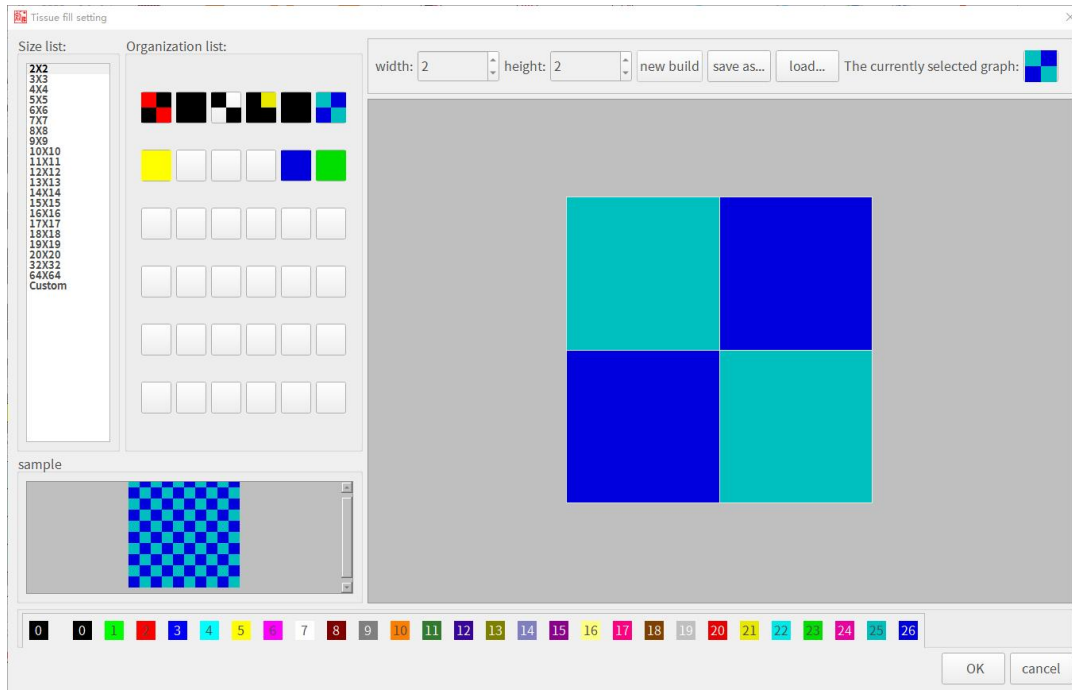 Tissue fill setting
Size list:
Organization list:
width: 2 height: 2 new build save as... load... The currently selected graph:
2X2
3X3
4X4
5X5
6X6
7X7
8X8
9X9
10X10
11X11
12X12
13X13
14X14
15X15
16X16
17X17
18X18
19X19
20X20
32X32
64X64
Custom
sample
0 0 1 2 3 4 5 6 7 8 9 10 11 12 13 14 15 16 17 18 19 20 21 22 23 24 25 26
OK cancel